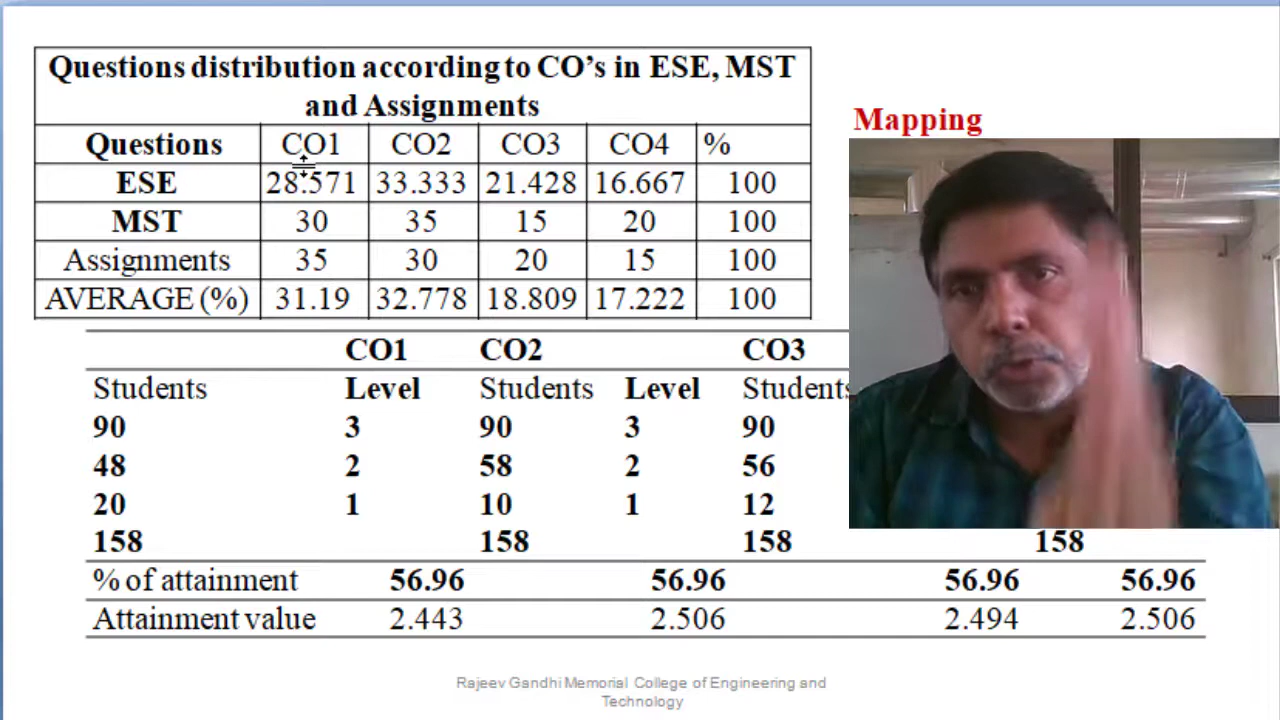 Questions distribution according to CO's in ESE, MST
and Assignments
Mapping
Questions CO1 CO2 CO3 CO4 %
ESE 28.571 33.333 21.428 16.667 100
MST 30 35 15 20 100
Assignments 35 30 20 15 100
AVERAGE (%) 31.19 32.778 18.809 17.222 100
CO1 CO2 CO3
Students Level Students Level Students
90 3 90 3 90
48 2 58 2 56
20 1 10 1 12
158 158 158 158
% of attainment 56.96 56.96 56.96 56.96
Attainment value 2.443 2.506 2.494 2.506
Rajeev Gandhi Memorial College of Engineering and
Technology